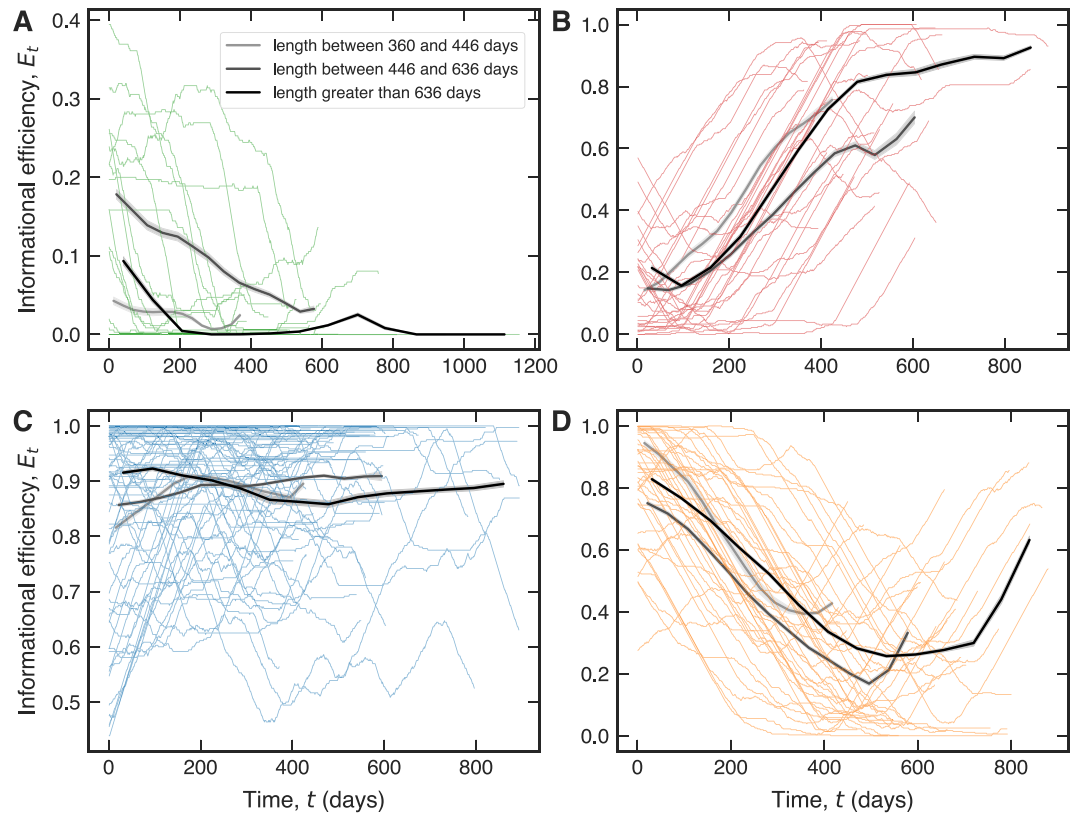 A
B
Informational efficiency, E_t
0.4
0.3
0.2
0.1
0.0
length between 360 and 446 days
length between 446 and 636 days
length greater than 636 days
0 200 400 600 800 1000 1200
1.0
0.8
0.6
0.4
0.2
0.0
0 200 400 600 800
C
D
Informational efficiency, E_t
1.0
0.9
0.8
0.7
0.6
0.5
0 200 400 600 800
Time, t (days)
1.0
0.8
0.6
0.4
0.2
0.0
0 200 400 600 800
Time, t (days)